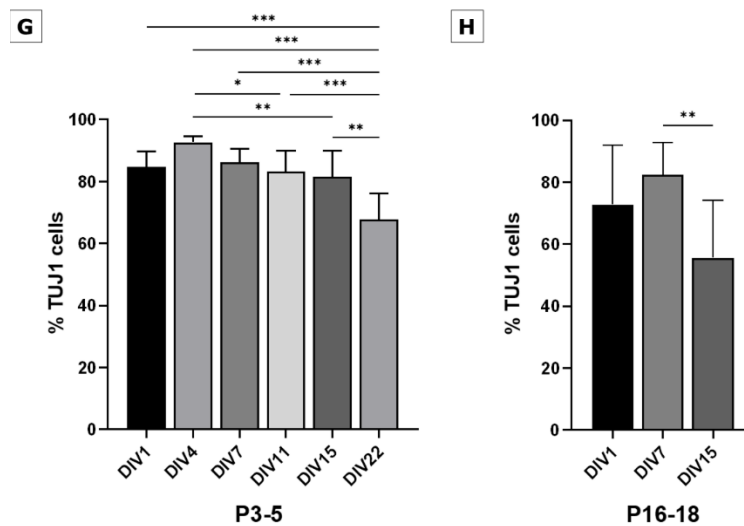 G
***
***
***
* ***
** **
100
80
60
40
20
0
% TUJ1 cells
DIV1 DIV4 DIV7 DIV11 DIV15 DIV22
P3-5
H
**
100
80
60
40
20
0
% TUJ1 cells
DIV1 DIV7 DIV15
P16-18